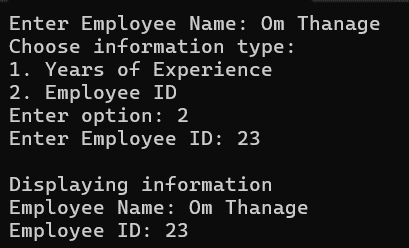 Enter Employee Name: Om Thanage
Choose information type:
1. Years of Experience
2. Employee ID
Enter option: 2
Enter Employee ID: 23

Displaying information
Employee Name: Om Thanage
Employee ID: 23